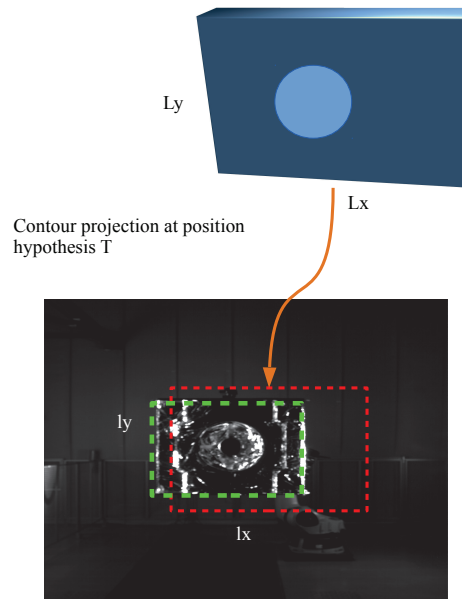 Ly
Lx
Contour projection at position
hypothesis T
ly
lx